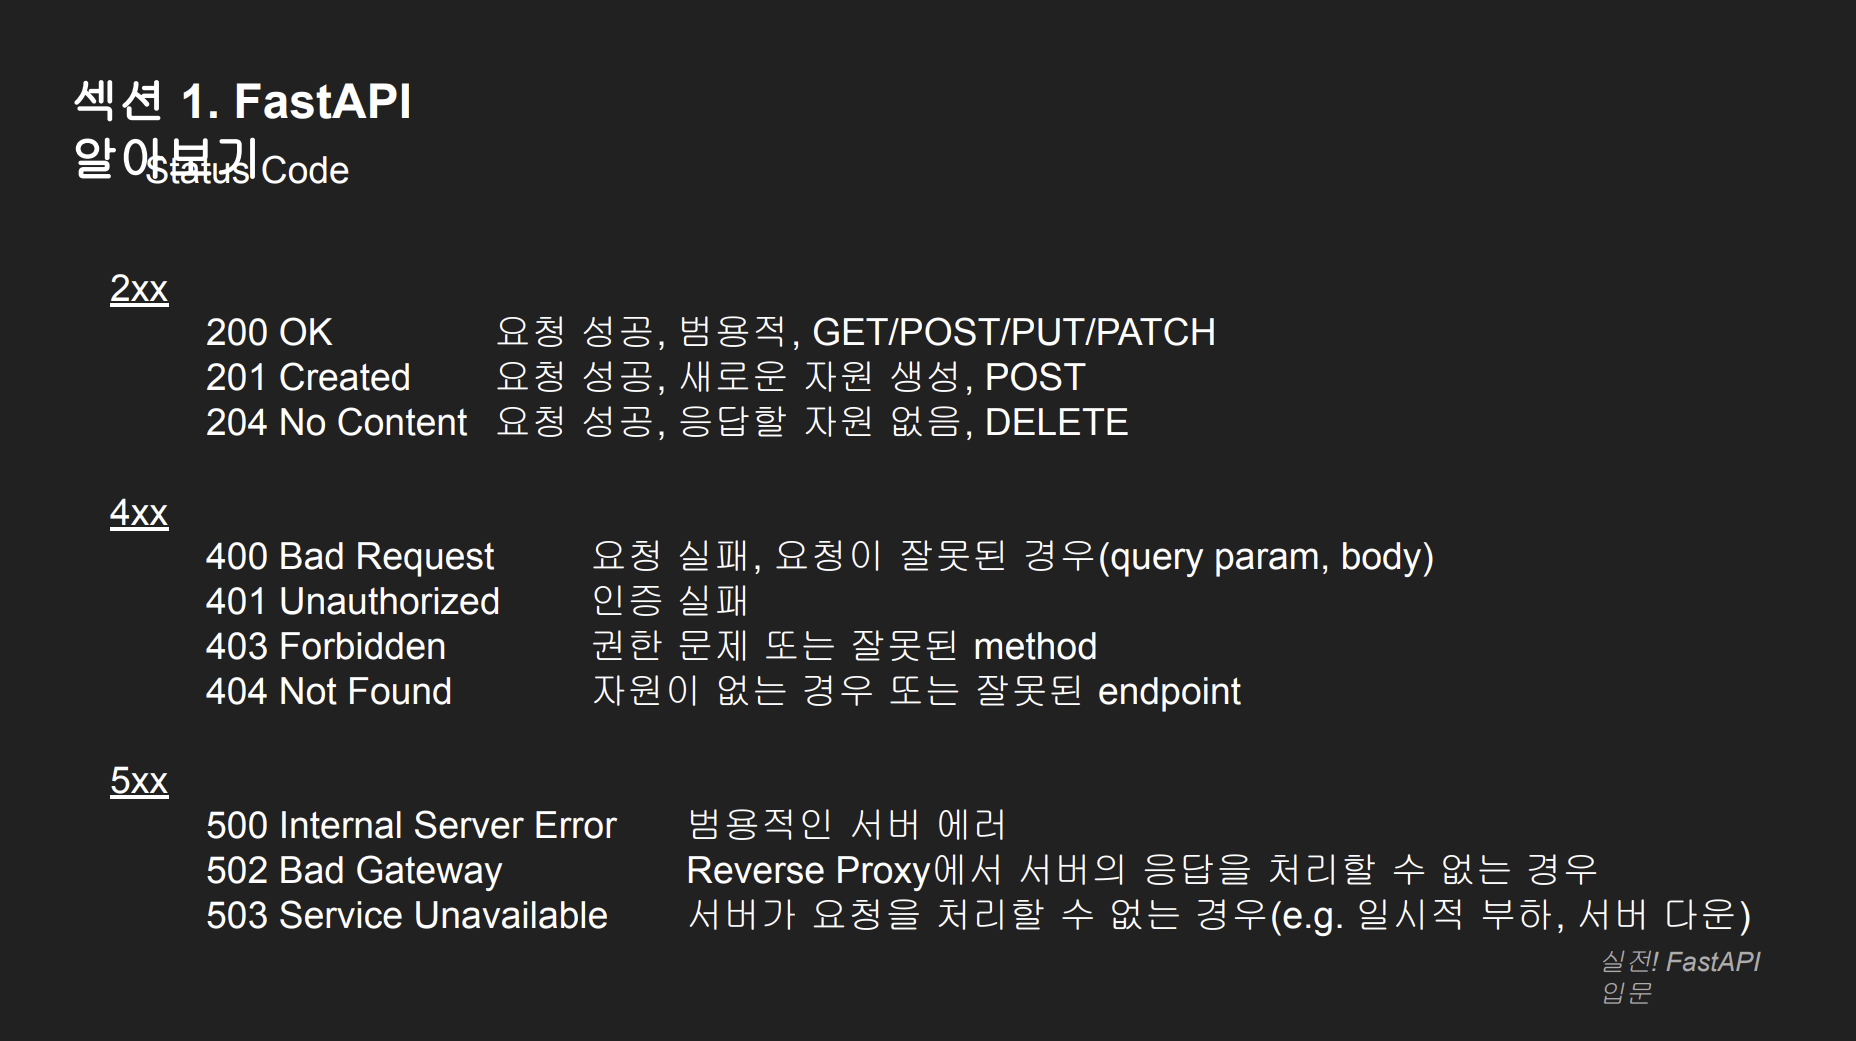 섹션 1. FastAPI
알아보기
Status Code
2xx
200 OK 요청 성공, 범용적, GET/POST/PUT/PATCH
201 Created 요청 성공, 새로운 자원 생성, POST
204 No Content 요청 성공, 응답할 자원 없음, DELETE
4xx
400 Bad Request 요청 실패, 요청이 잘못된 경우(query param, body)
401 Unauthorized 인증 실패
403 Forbidden 권한 문제 또는 잘못된 method
404 Not Found 자원이 없는 경우 또는 잘못된 endpoint
5xx
500 Internal Server Error 범용적인 서버 에러
502 Bad Gateway Reverse Proxy에서 서버의 응답을 처리할 수 없는 경우
503 Service Unavailable 서버가 요청을 처리할 수 없는 경우(e.g. 일시적 부하, 서버 다운)
실전! FastAPI
입문